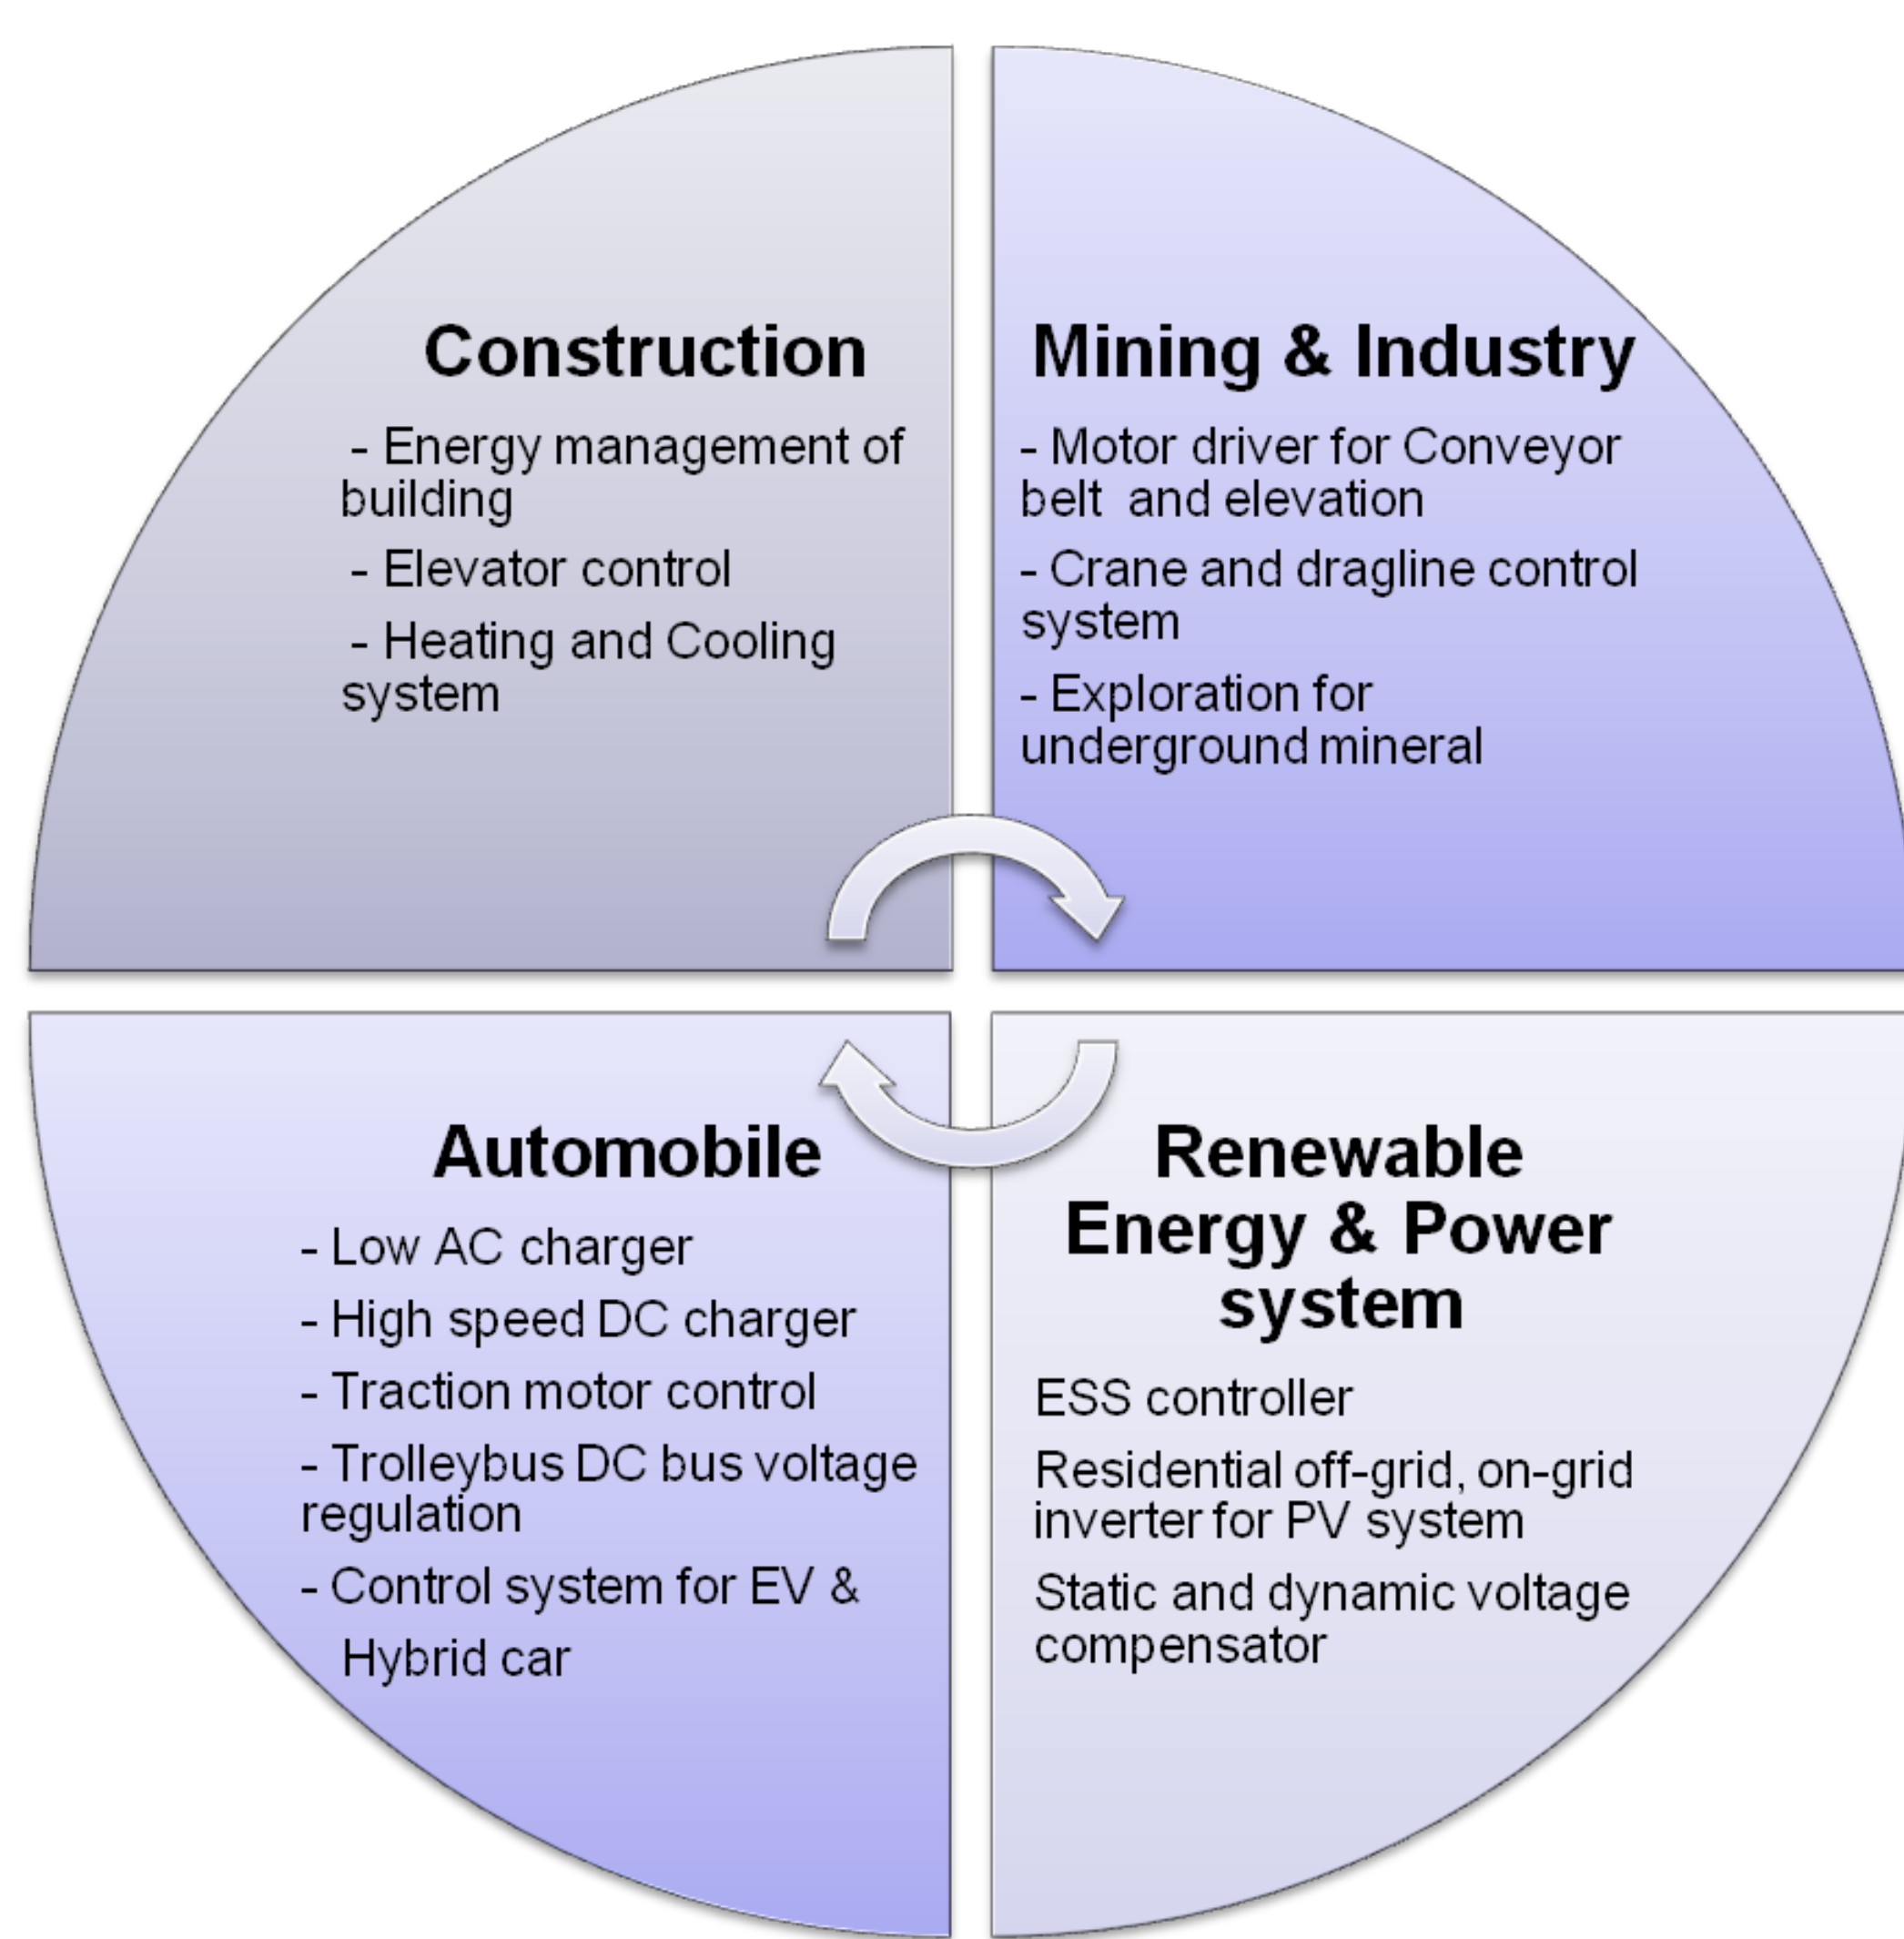 Construction
- Energy management of
building
- Elevator control
- Heating and Cooling
system
Mining & Industry
- Motor driver for Conveyor
belt and elevation
- Crane and dragline control
system
- Exploration for
underground mineral
Automobile
- Low AC charger
- High speed DC charger
- Traction motor control
- Trolleybus DC bus voltage
regulation
- Control system for EV &
Hybrid car
Renewable
Energy & Power
system
ESS controller
Residential off-grid, on-grid
inverter for PV system
Static and dynamic voltage
compensator